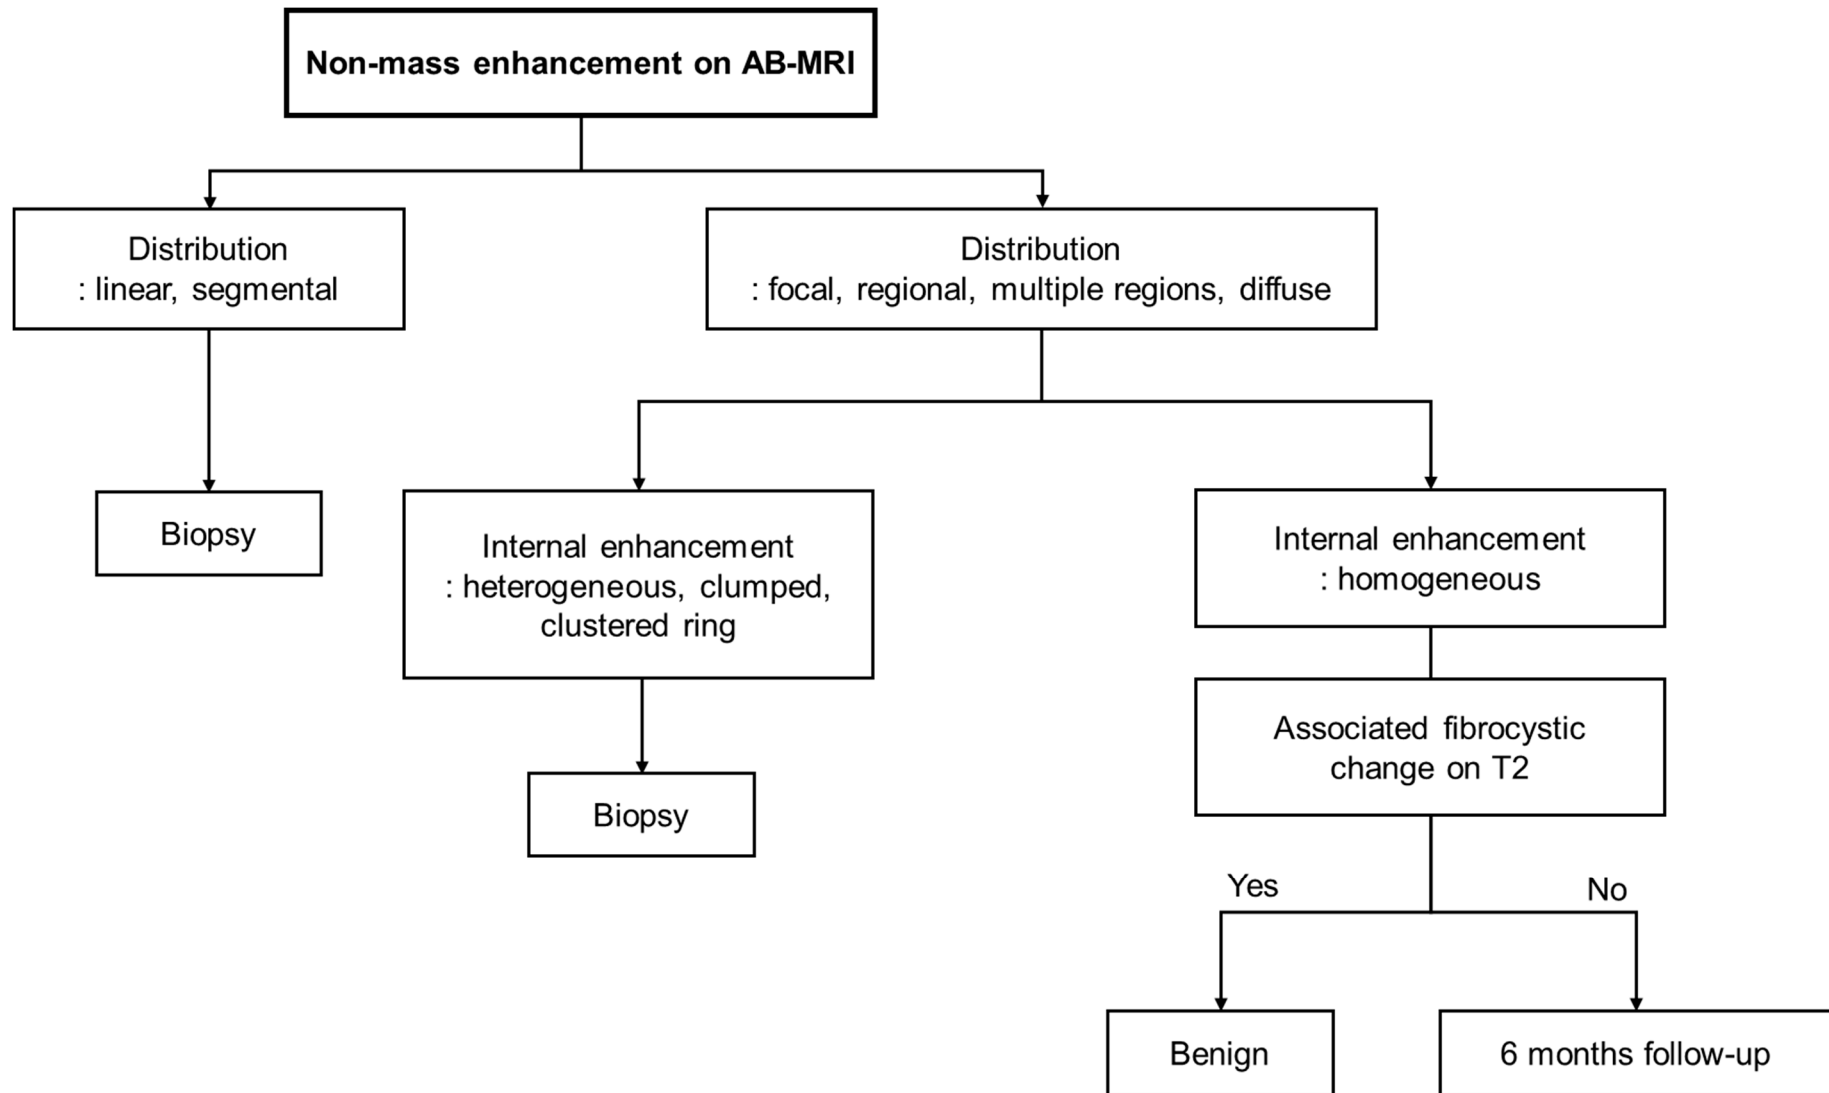 Non-mass enhancement on AB-MRI
Distribution
: linear, segmental
Distribution
: focal, regional, multiple regions, diffuse
Biopsy
Internal enhancement
: heterogeneous, clumped,
clustered ring
Internal enhancement
: homogeneous
Associated fibrocystic
change on T2
Biopsy
Yes
No
Benign
6 months follow-up